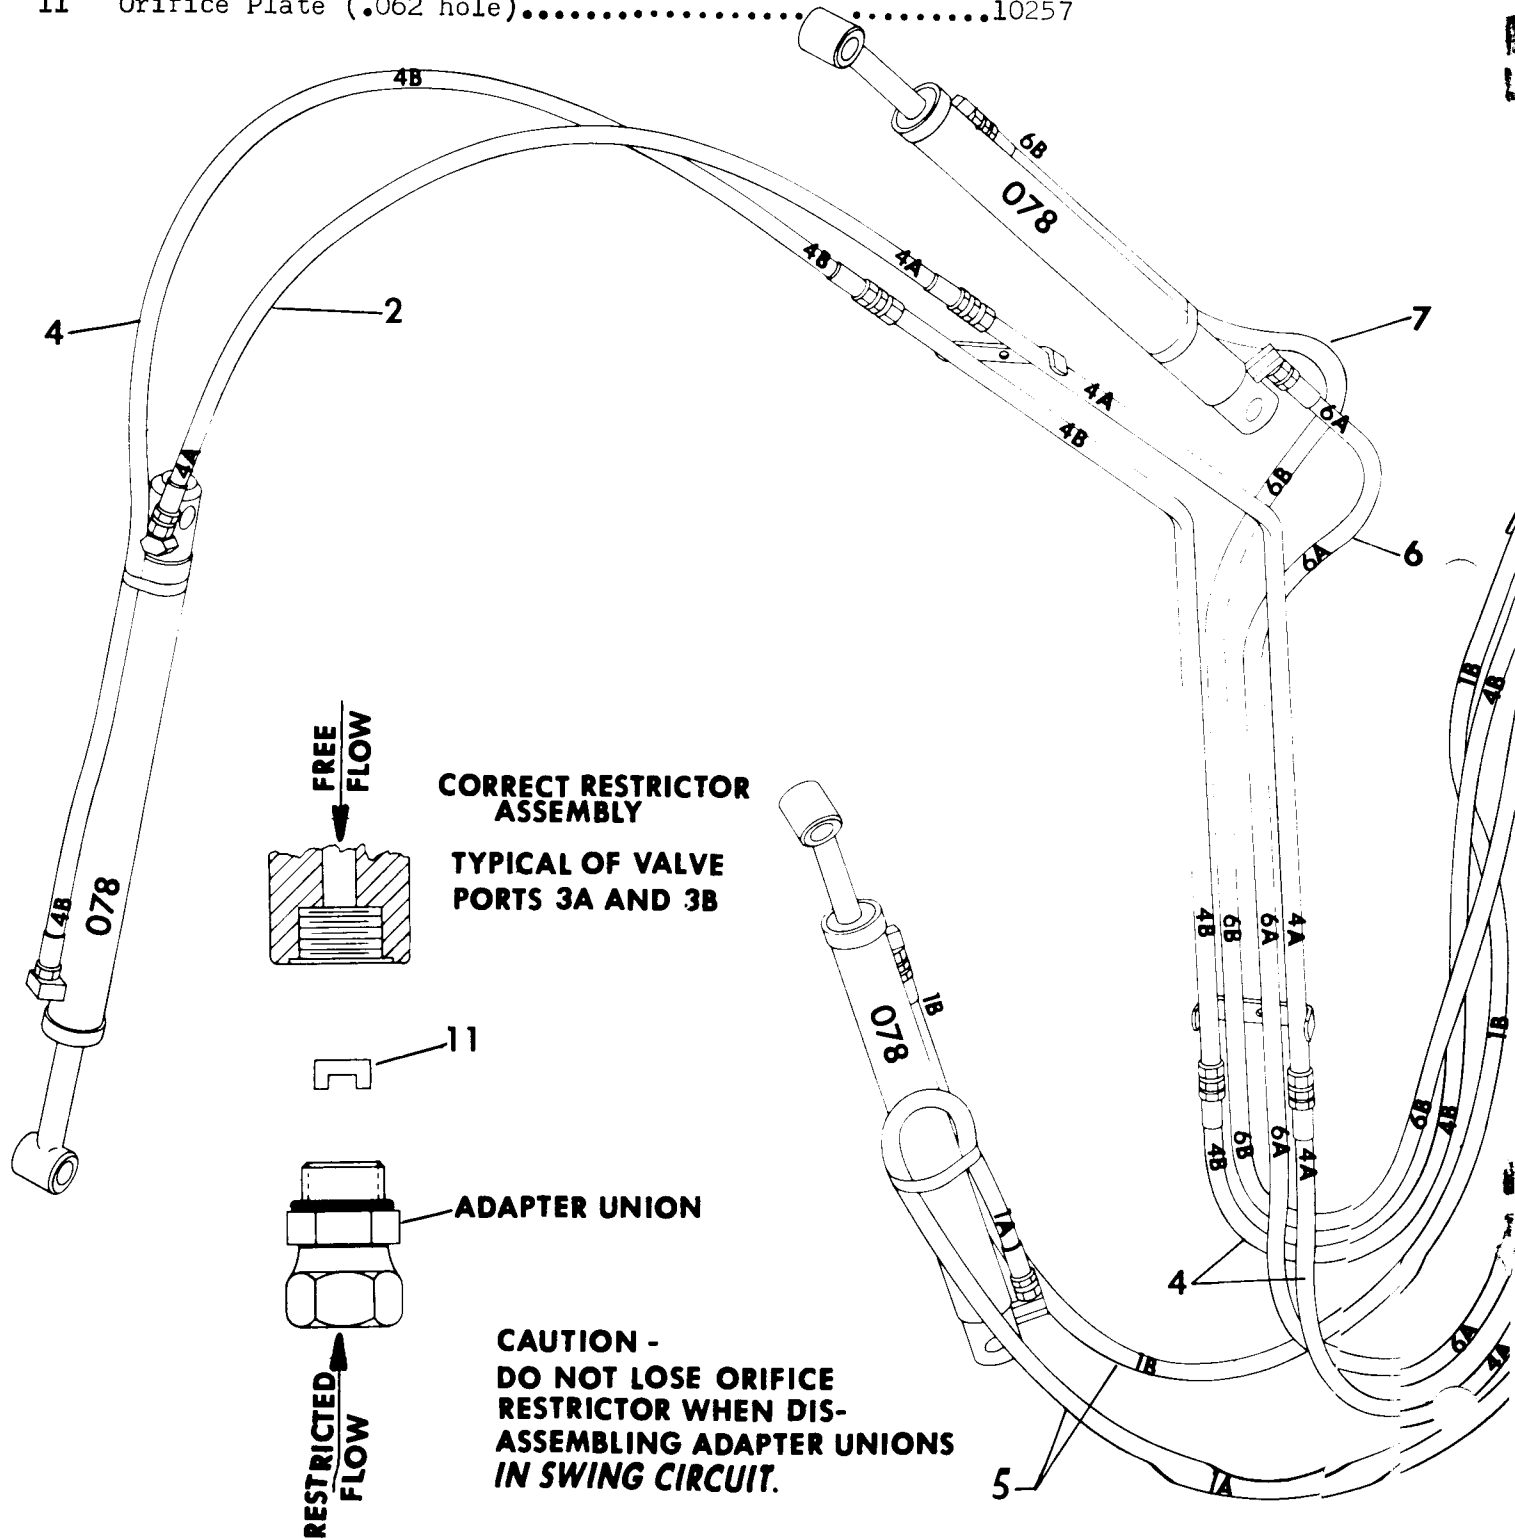 11 Orifice Plate (.062 hole)..............................10257
4B
6B
078
4B
4A
4
2
7
4A
4B
6A
6B
4A
6A
6
1B
4B
FREE
FLOW
CORRECT RESTRICTOR
ASSEMBLY
TYPICAL OF VALVE
PORTS 3A AND 3B
4B
078
4B
6B
6A
4A
1B
078
1B
11
6B
4B
4B
6B
6A
4A
ADAPTER UNION
1A
4
CAUTION -
DO NOT LOSE ORIFICE
RESTRICTOR WHEN DIS-
ASSEMBLING ADAPTER UNIONS
IN SWING CIRCUIT.
RESTRICTED
FLOW
1B
6A
4A
5
1A